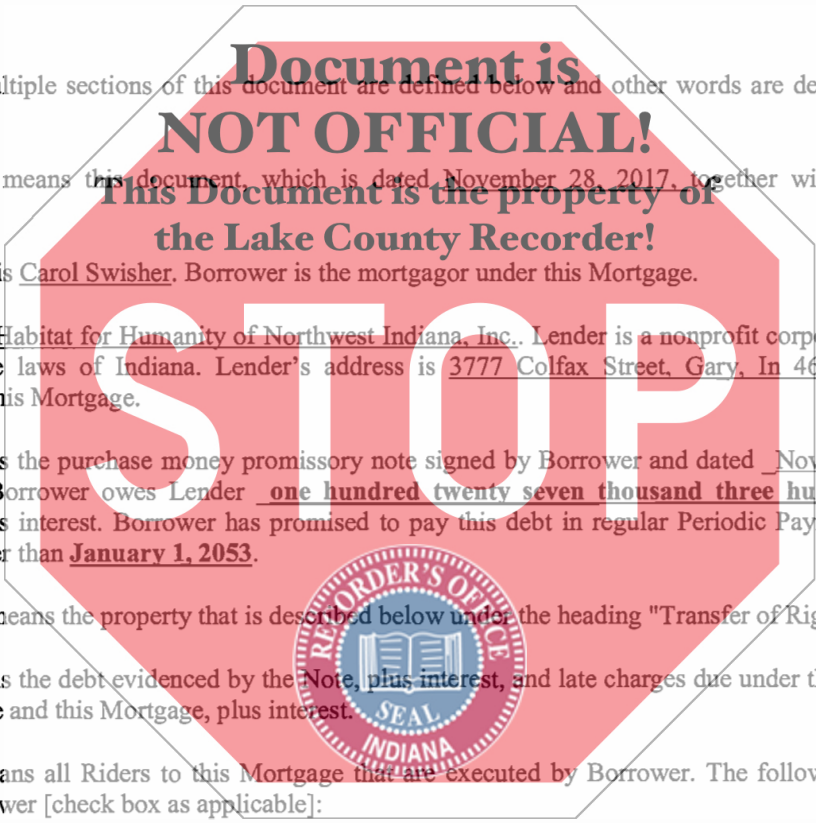 Document is
ltiple sections of this document are defined below and other words are de
NOT OFFICIAL!
means this document, which is dated November 28, 2017, together wi
This Document is the property of
the Lake County Recorder!
is Carol Swisher. Borrower is the mortgagor under this Mortgage.
Habitat for Humanity of Northwest Indiana, Inc.. Lender is a nonprofit corp
e laws of Indiana. Lender's address is 3777 Colfax Street, Gary, In 46
his Mortgage.
STOP
s the purchase money promissory note signed by Borrower and dated _Nov
Borrower owes Lender one hundred twenty seven thousand three hu
s interest. Borrower has promised to pay this debt in regular Periodic Pay
r than January 1, 2053.
RECORDER'S OFFICE
means the property that is described below under the heading "Transfer of Rig
s the debt evidenced by the Note, plus interest, and late charges due under th
e and this Mortgage, plus interest.
SEAL
INDIANA
ans all Riders to this Mortgage that are executed by Borrower. The follow
wer [check box as applicable]: